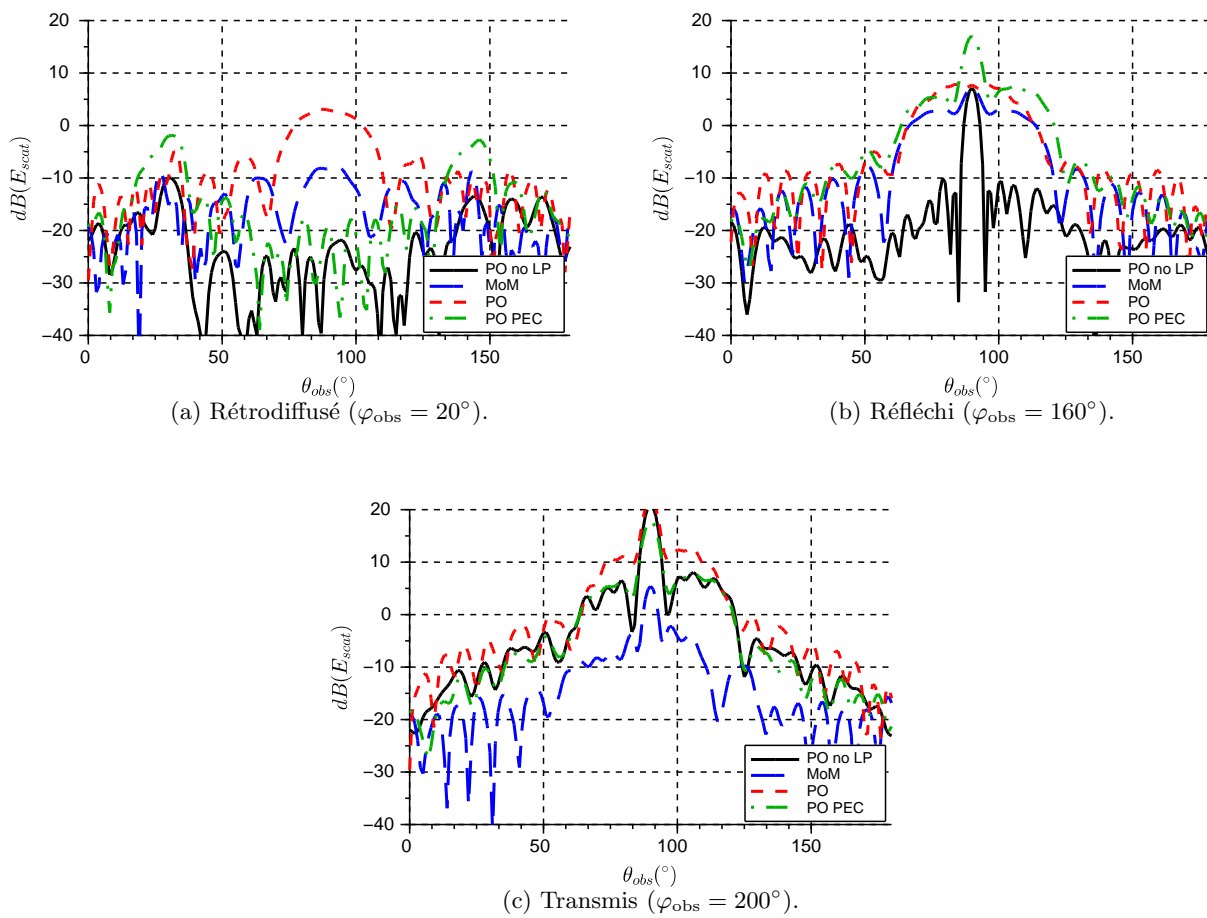 20
10
0
−10
−20
−30
−40
0
50
100
150
dB(E_scat)
θ_obs(°)
PO no LP
MoM
PO
PO PEC
(a) Rétrodiffusé (φ_obs = 20°).
20
10
0
−10
−20
−30
−40
0
50
100
150
dB(E_scat)
θ_obs(°)
PO no LP
MoM
PO
PO PEC
(b) Réfléchi (φ_obs = 160°).
20
10
0
−10
−20
−30
−40
0
50
100
150
dB(E_scat)
θ_obs(°)
PO no LP
MoM
PO
PO PEC
(c) Transmis (φ_obs = 200°).